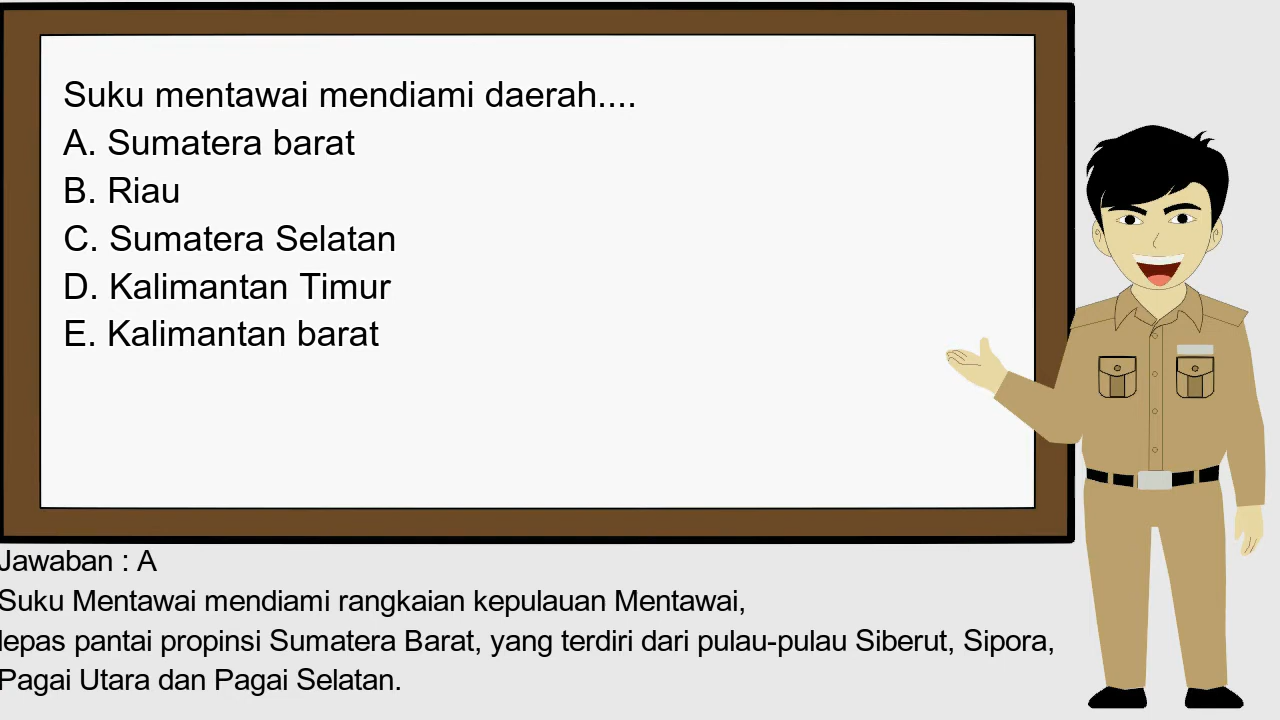 Suku mentawai mendiami daerah....
A. Sumatera barat
B. Riau
C. Sumatera Selatan
D. Kalimantan Timur
E. Kalimantan barat
Jawaban : A
Suku Mentawai mendiami rangkaian kepulauan Mentawai,
lepas pantai propinsi Sumatera Barat, yang terdiri dari pulau-pulau Siberut, Sipora,
Pagai Utara dan Pagai Selatan.